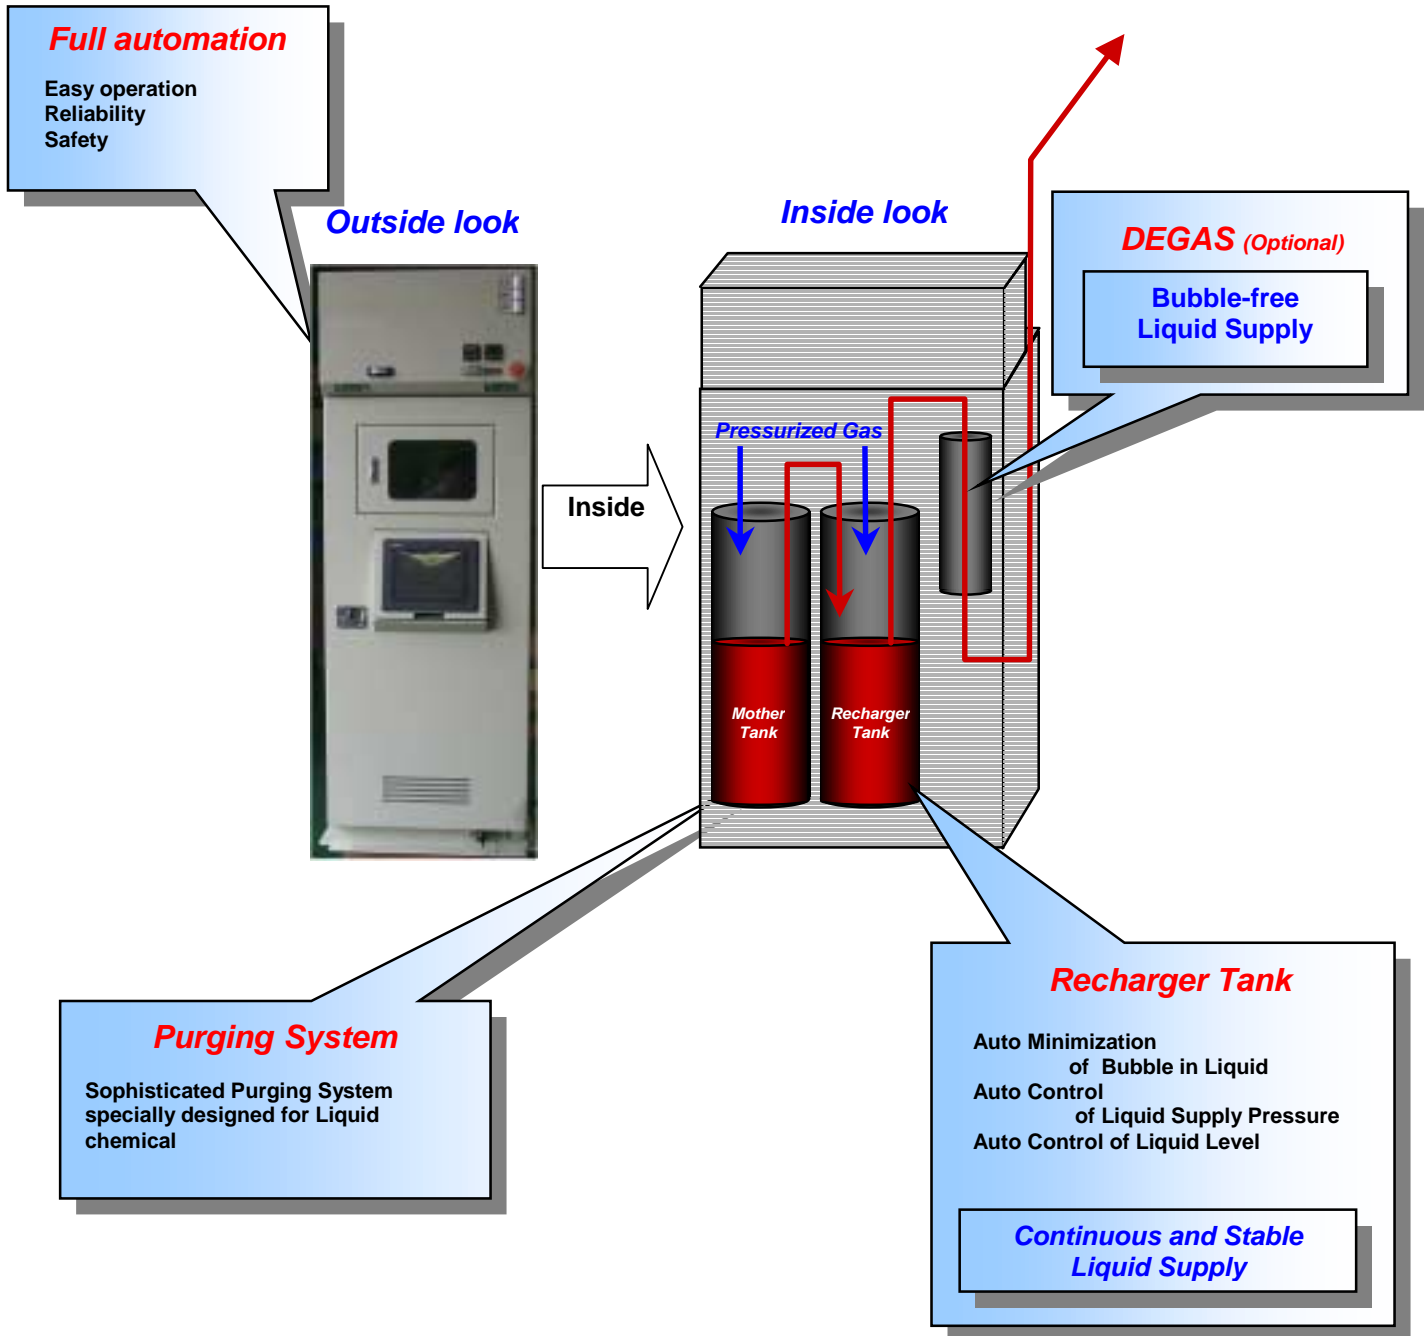 Full automation
Easy operation
Reliability
Safety
Outside look
Inside look
DEGAS (Optional)
Bubble-free
Liquid Supply
Pressurized Gas
Inside
Mother
Tank
Recharger
Tank
Purging System
Sophisticated Purging System
specially designed for Liquid
chemical
Recharger Tank
Auto Minimization
of Bubble in Liquid
Auto Control
of Liquid Supply Pressure
Auto Control of Liquid Level
Continuous and Stable
Liquid Supply